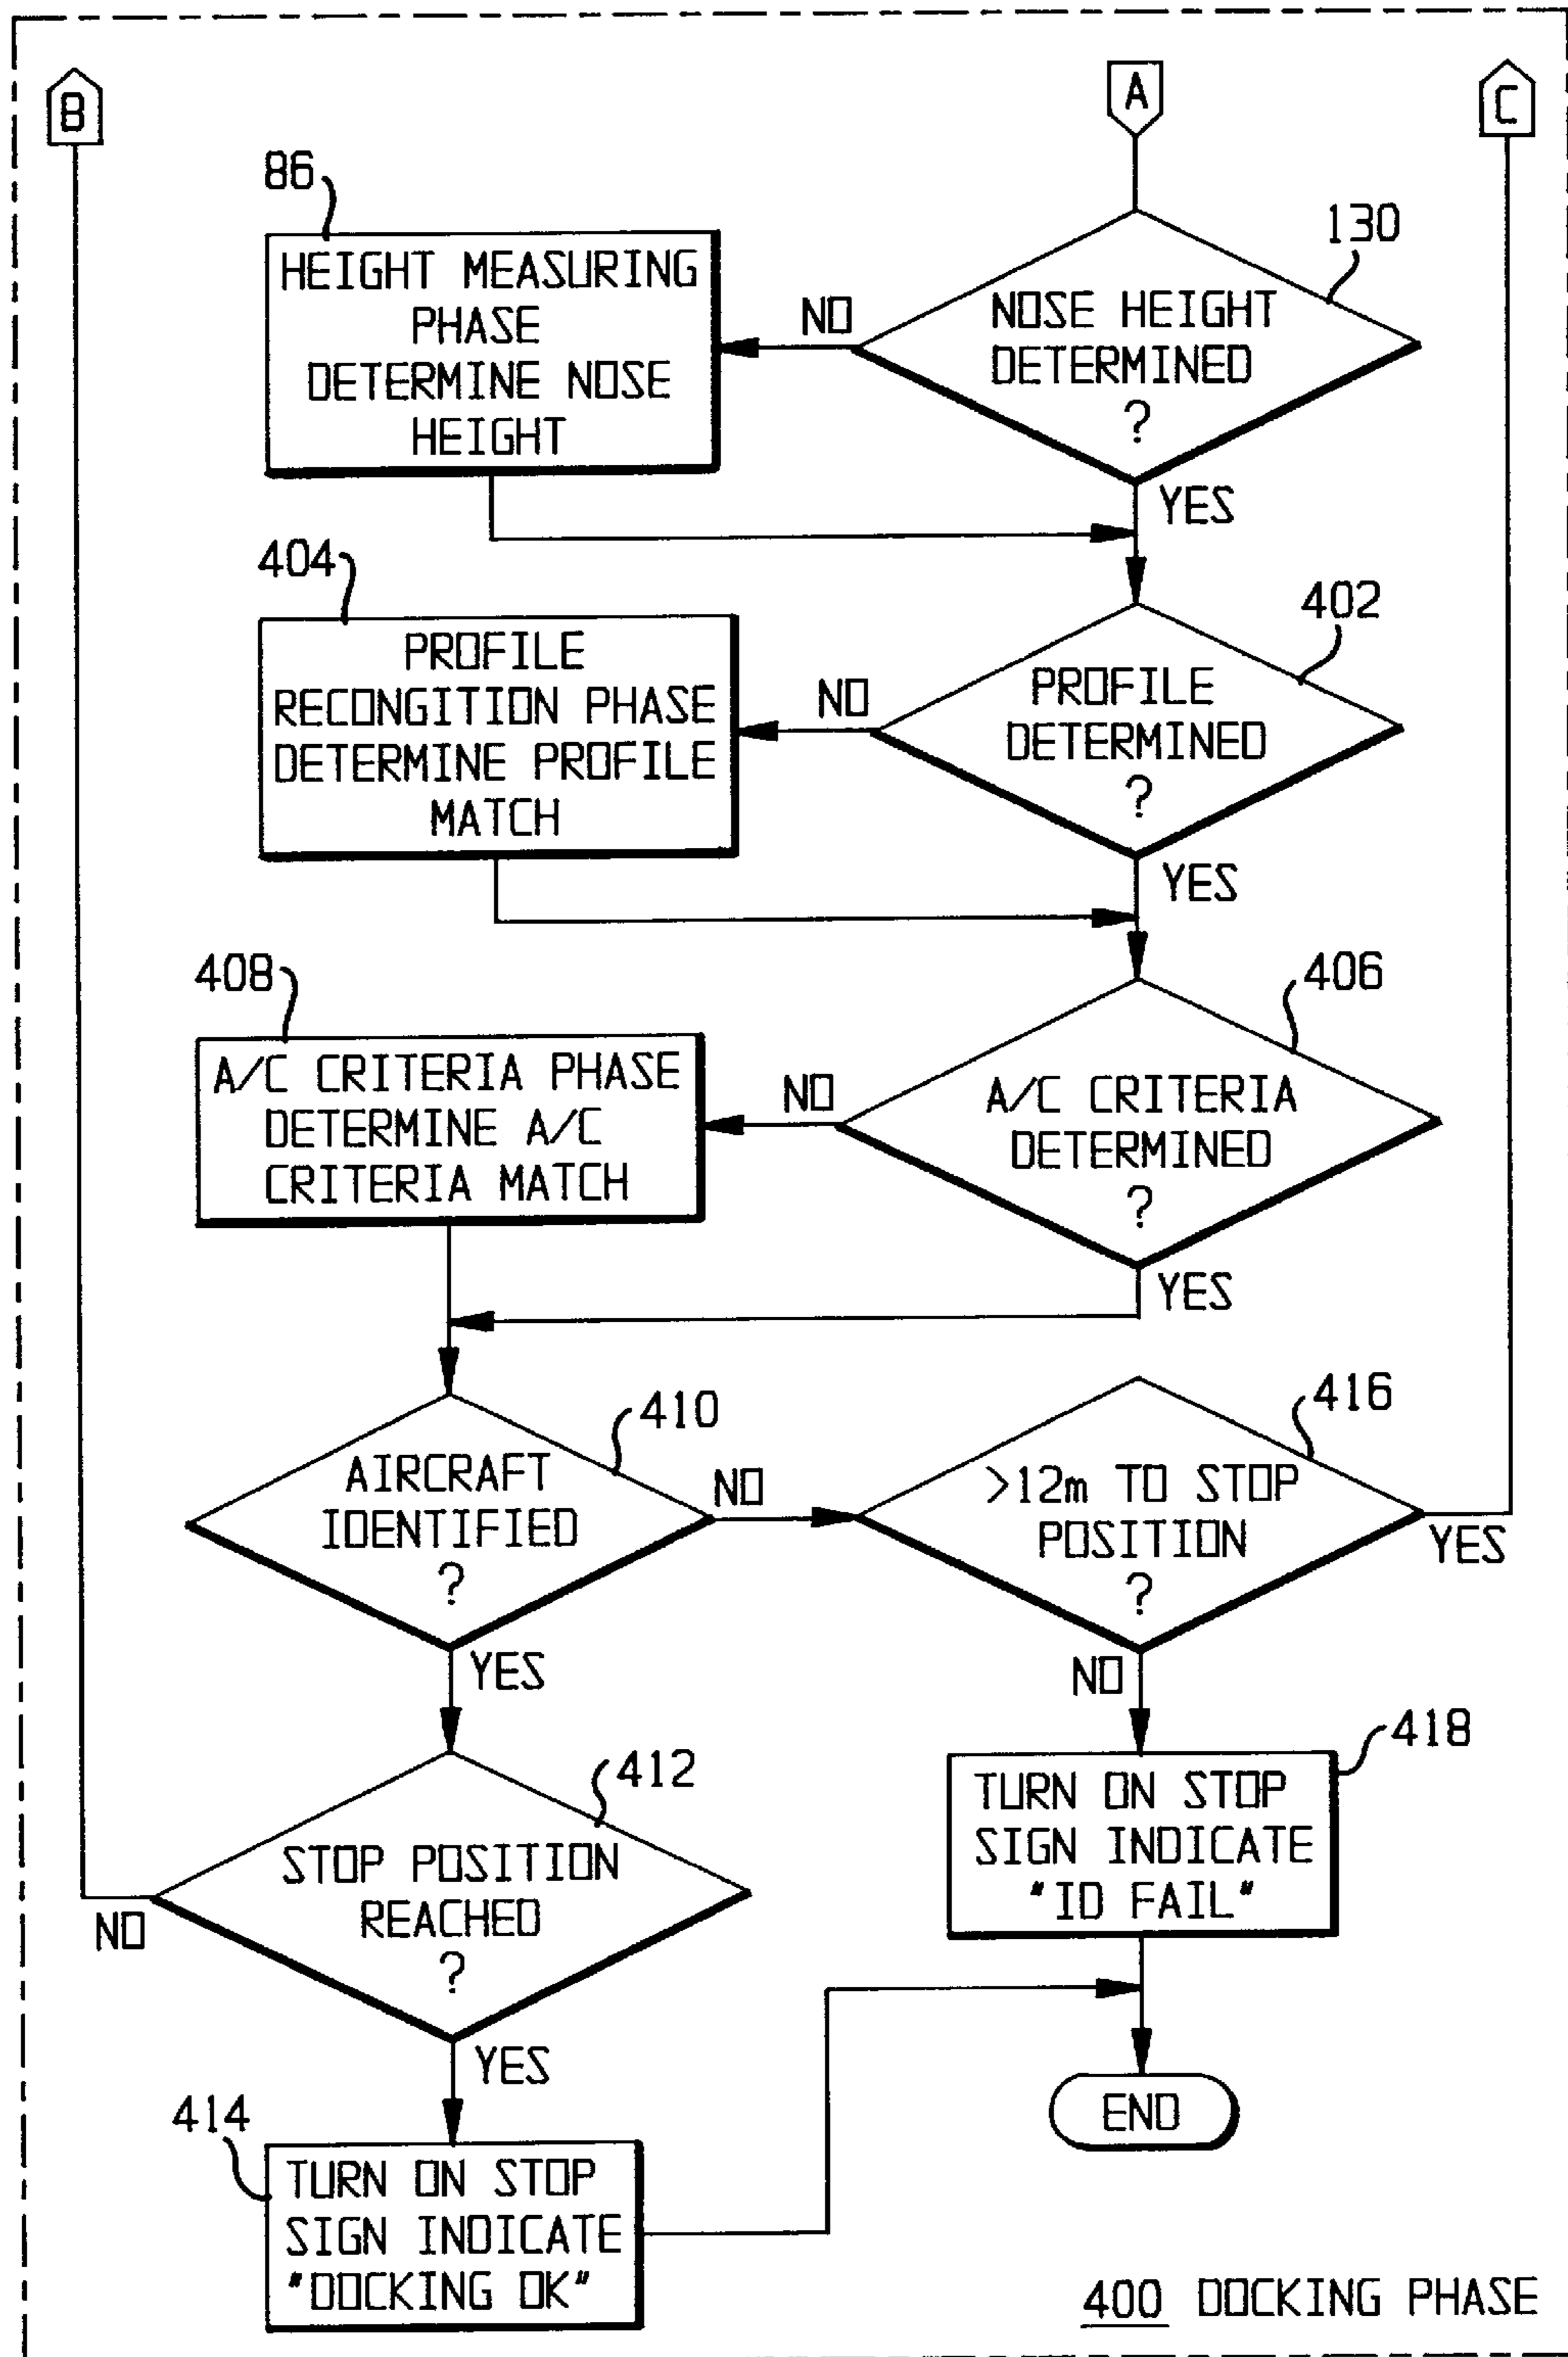 B
A
C
86
HEIGHT MEASURING
PHASE
DETERMINE NOSE
HEIGHT
NO
130
NOSE HEIGHT
DETERMINED
?
YES
404
PROFILE
RECONGITION PHASE
DETERMINE PROFILE
MATCH
NO
402
PROFILE
DETERMINED
?
YES
408
A/C CRITERIA PHASE
DETERMINE A/C
CRITERIA MATCH
NO
406
A/C CRITERIA
DETERMINED
?
YES
410
AIRCRAFT
IDENTIFIED
?
NO
YES
416
>12m TO STOP
POSITION
?
YES
NO
412
STOP POSITION
REACHED
?
NO
YES
418
TURN ON STOP
SIGN INDICATE
"ID FAIL"
END
414
TURN ON STOP
SIGN INDICATE
"DOCKING OK"
400 DOCKING PHASE